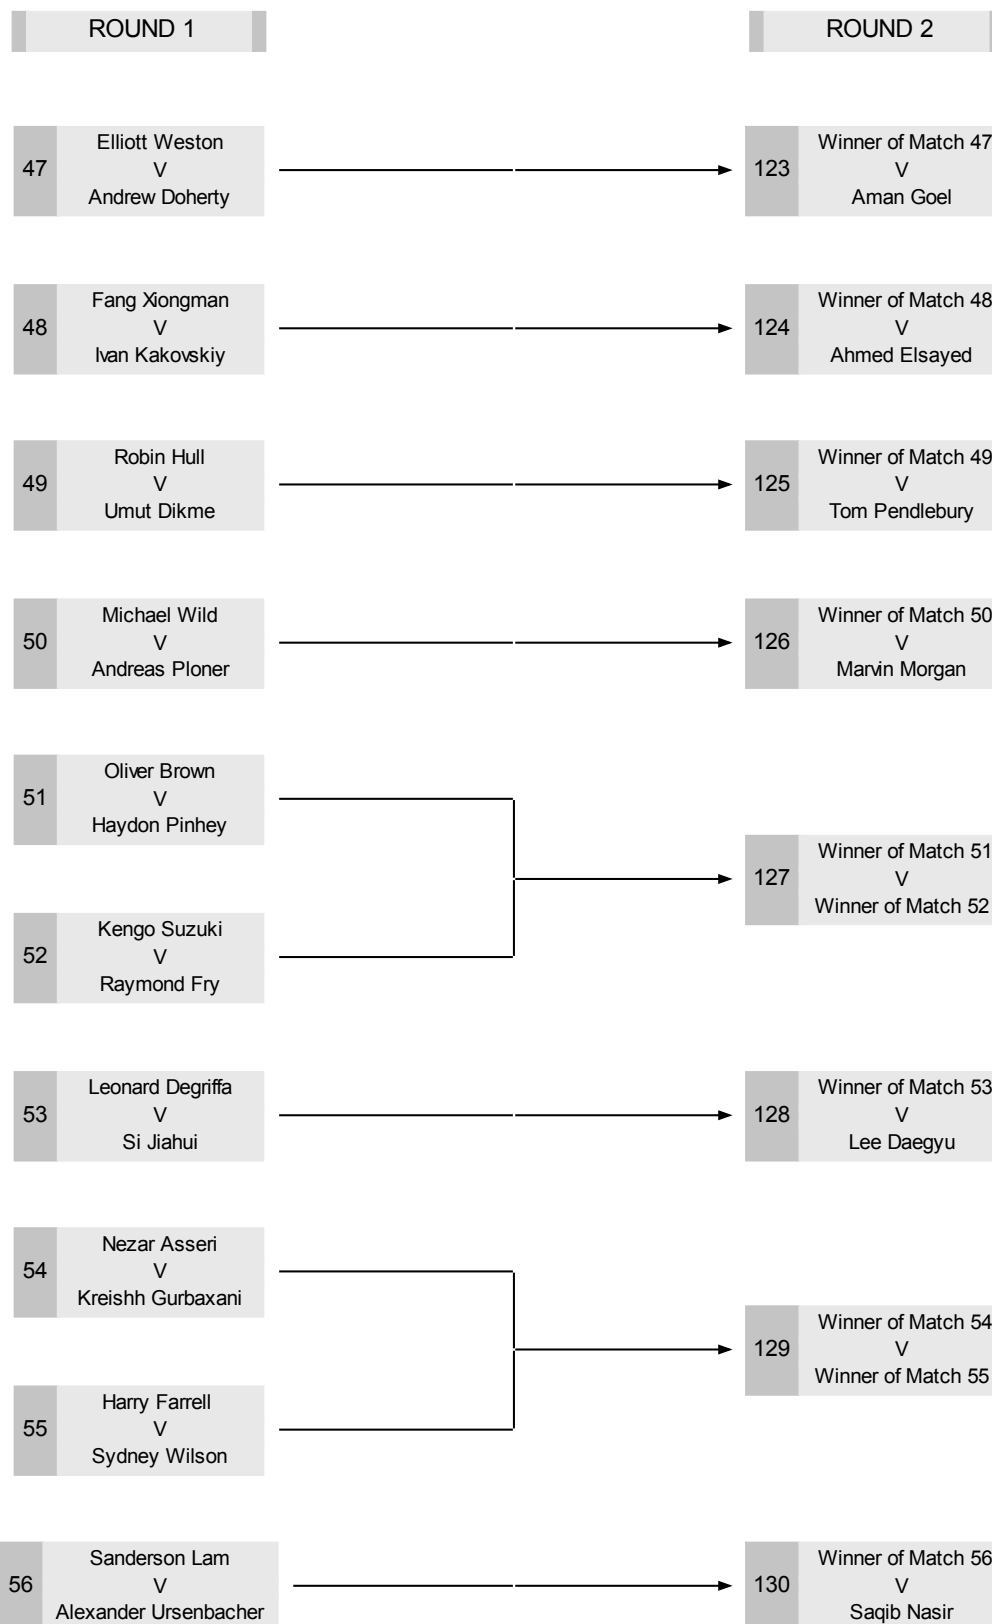 ROUND 1
ROUND 2
47
Elliott Weston
V
Andrew Doherty
123
Winner of Match 47
V
Aman Goel
48
Fang Xiongman
V
Ivan Kakovskiy
124
Winner of Match 48
V
Ahmed Elsayed
49
Robin Hull
V
Umut Dikme
125
Winner of Match 49
V
Tom Pendlebury
50
Michael Wild
V
Andreas Ploner
126
Winner of Match 50
V
Marvin Morgan
51
Oliver Brown
V
Haydon Pinhey
127
Winner of Match 51
V
Winner of Match 52
52
Kengo Suzuki
V
Raymond Fry
53
Leonard Degriffa
V
Si Jiahui
128
Winner of Match 53
V
Lee Daegyu
54
Nezar Asseri
V
Kreishh Gurbaxani
129
Winner of Match 54
V
Winner of Match 55
55
Harry Farrell
V
Sydney Wilson
56
Sanderson Lam
V
Alexander Ursenbacher
130
Winner of Match 56
V
Saqib Nasir